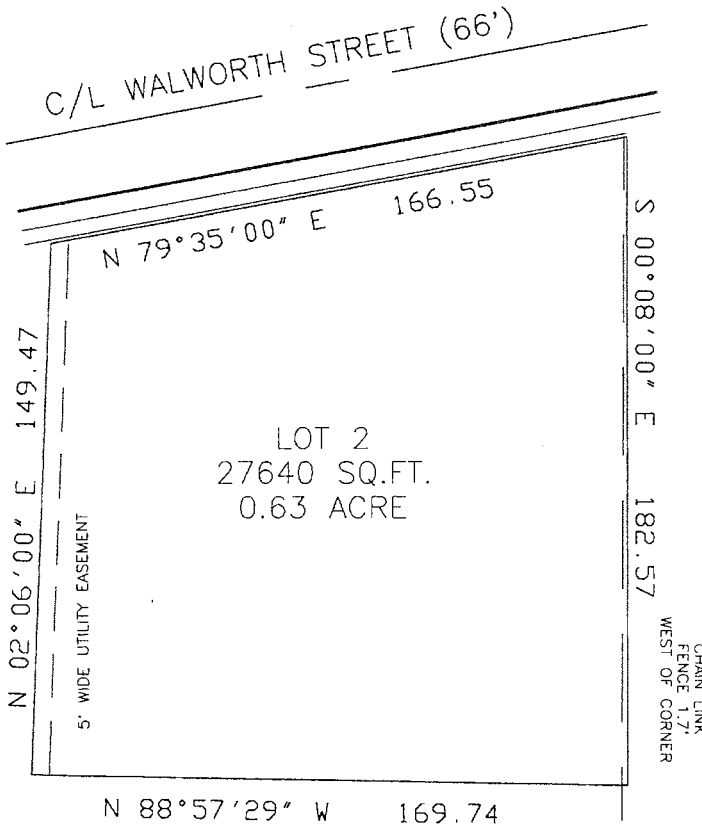 C/L WALWORTH STREET (66')
N 79°35'00" E 166.55
S 00°08'00" E 182.57
N 02°06'00" E 149.47
LOT 2
27640 SQ.FT.
0.63 ACRE
5' WIDE UTILITY EASEMENT
CHAIN LINK
FENCE 1.7'
WEST OF CORNER
N 88°57'29" W 169.74